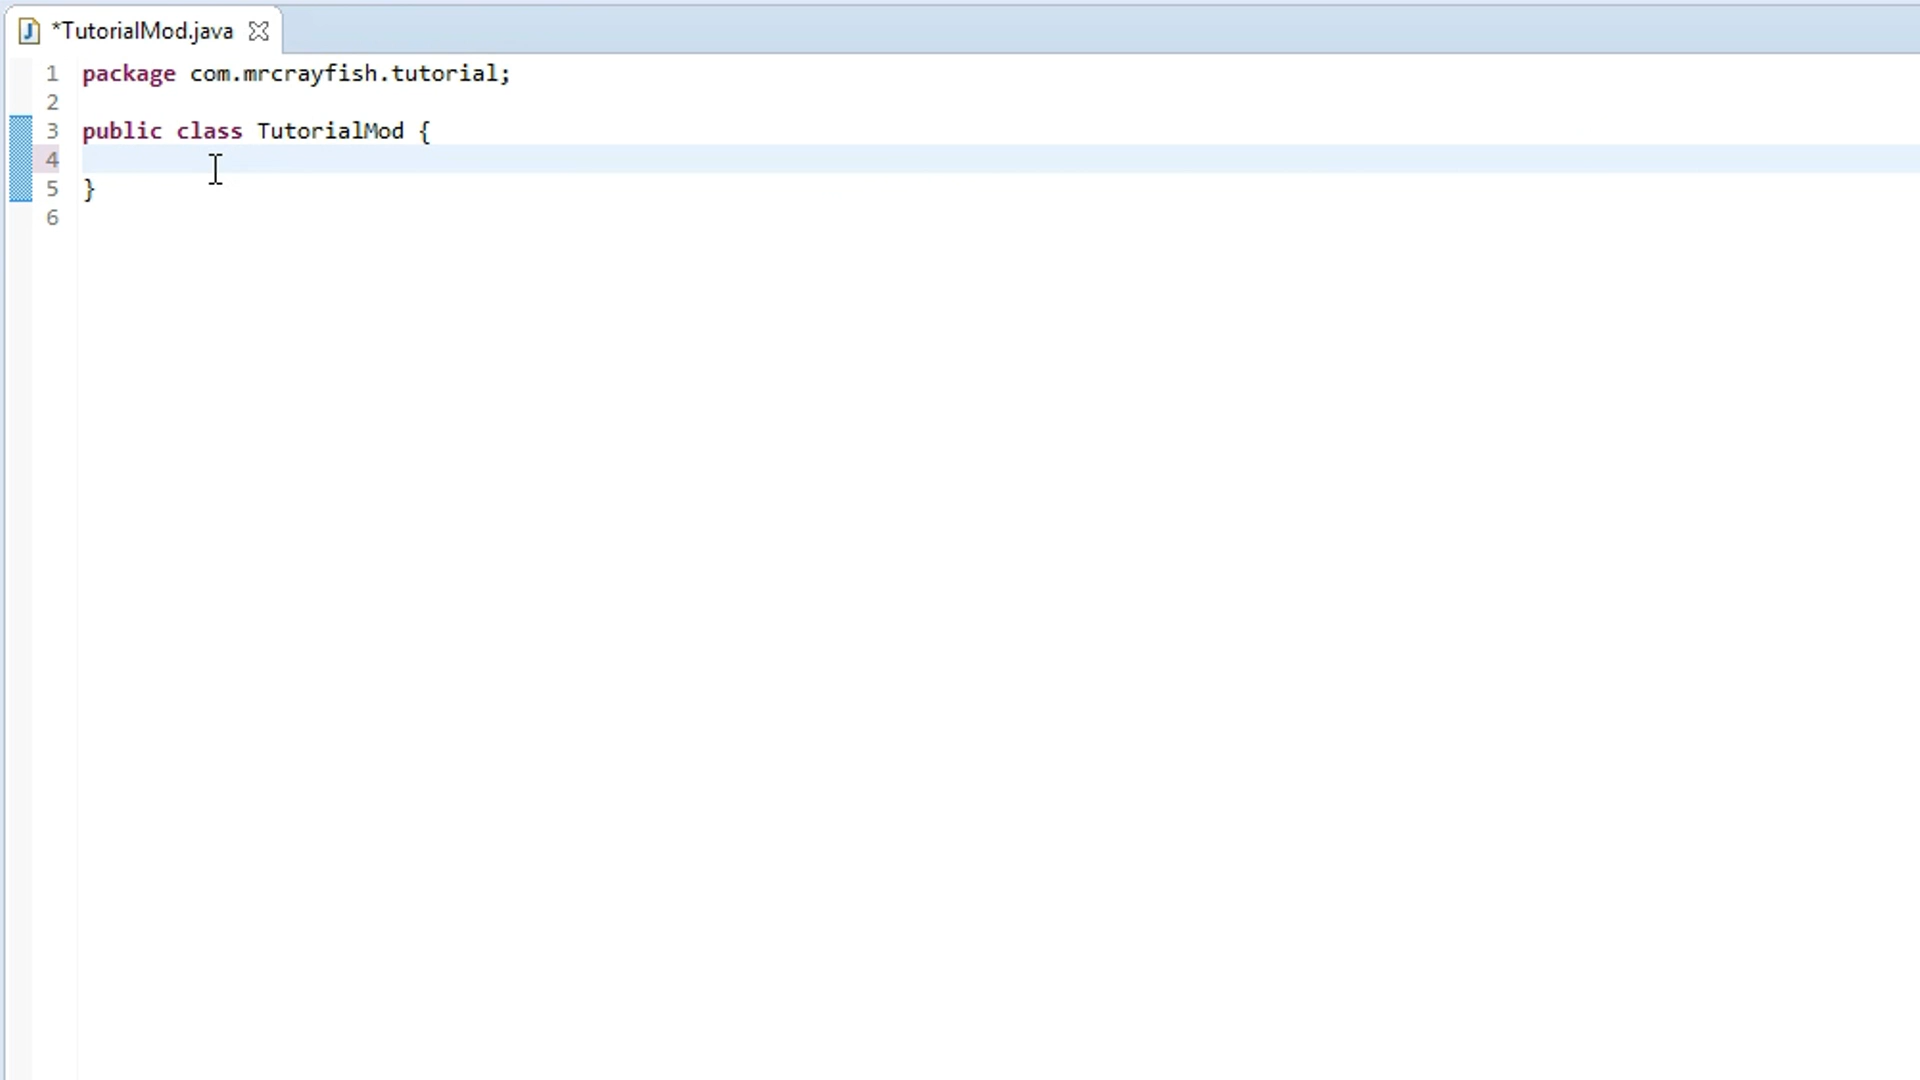 *TutorialMod.java
1 package com.mrcrayfish.tutorial;
2
3 public class TutorialMod {
4
5 }
6